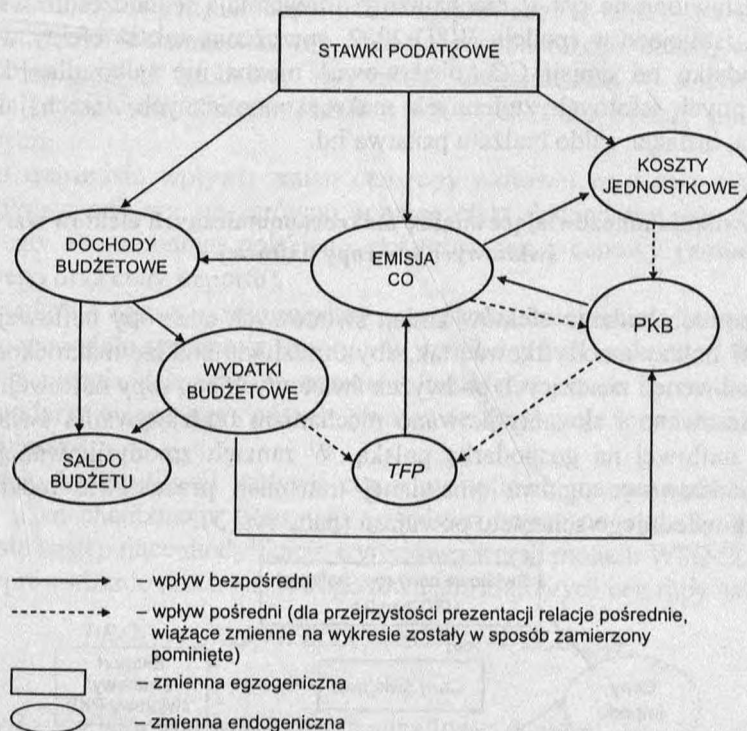 STAWKI PODATKOWE
KOSZTY
JEDNOSTKOWE
DOCHODY
BUDŻETOWE
EMISJA
CO
PKB
WYDATKI
BUDŻETOWE
SALDO
BUDŻETU
TFP
– wpływ bezpośredni
– wpływ pośredni (dla przejrzystości prezentacji relacje pośrednie,
wiążące zmienne na wykresie zostały w sposób zamierzony
pominięte)
– zmienna egzogeniczna
– zmienna endogeniczna